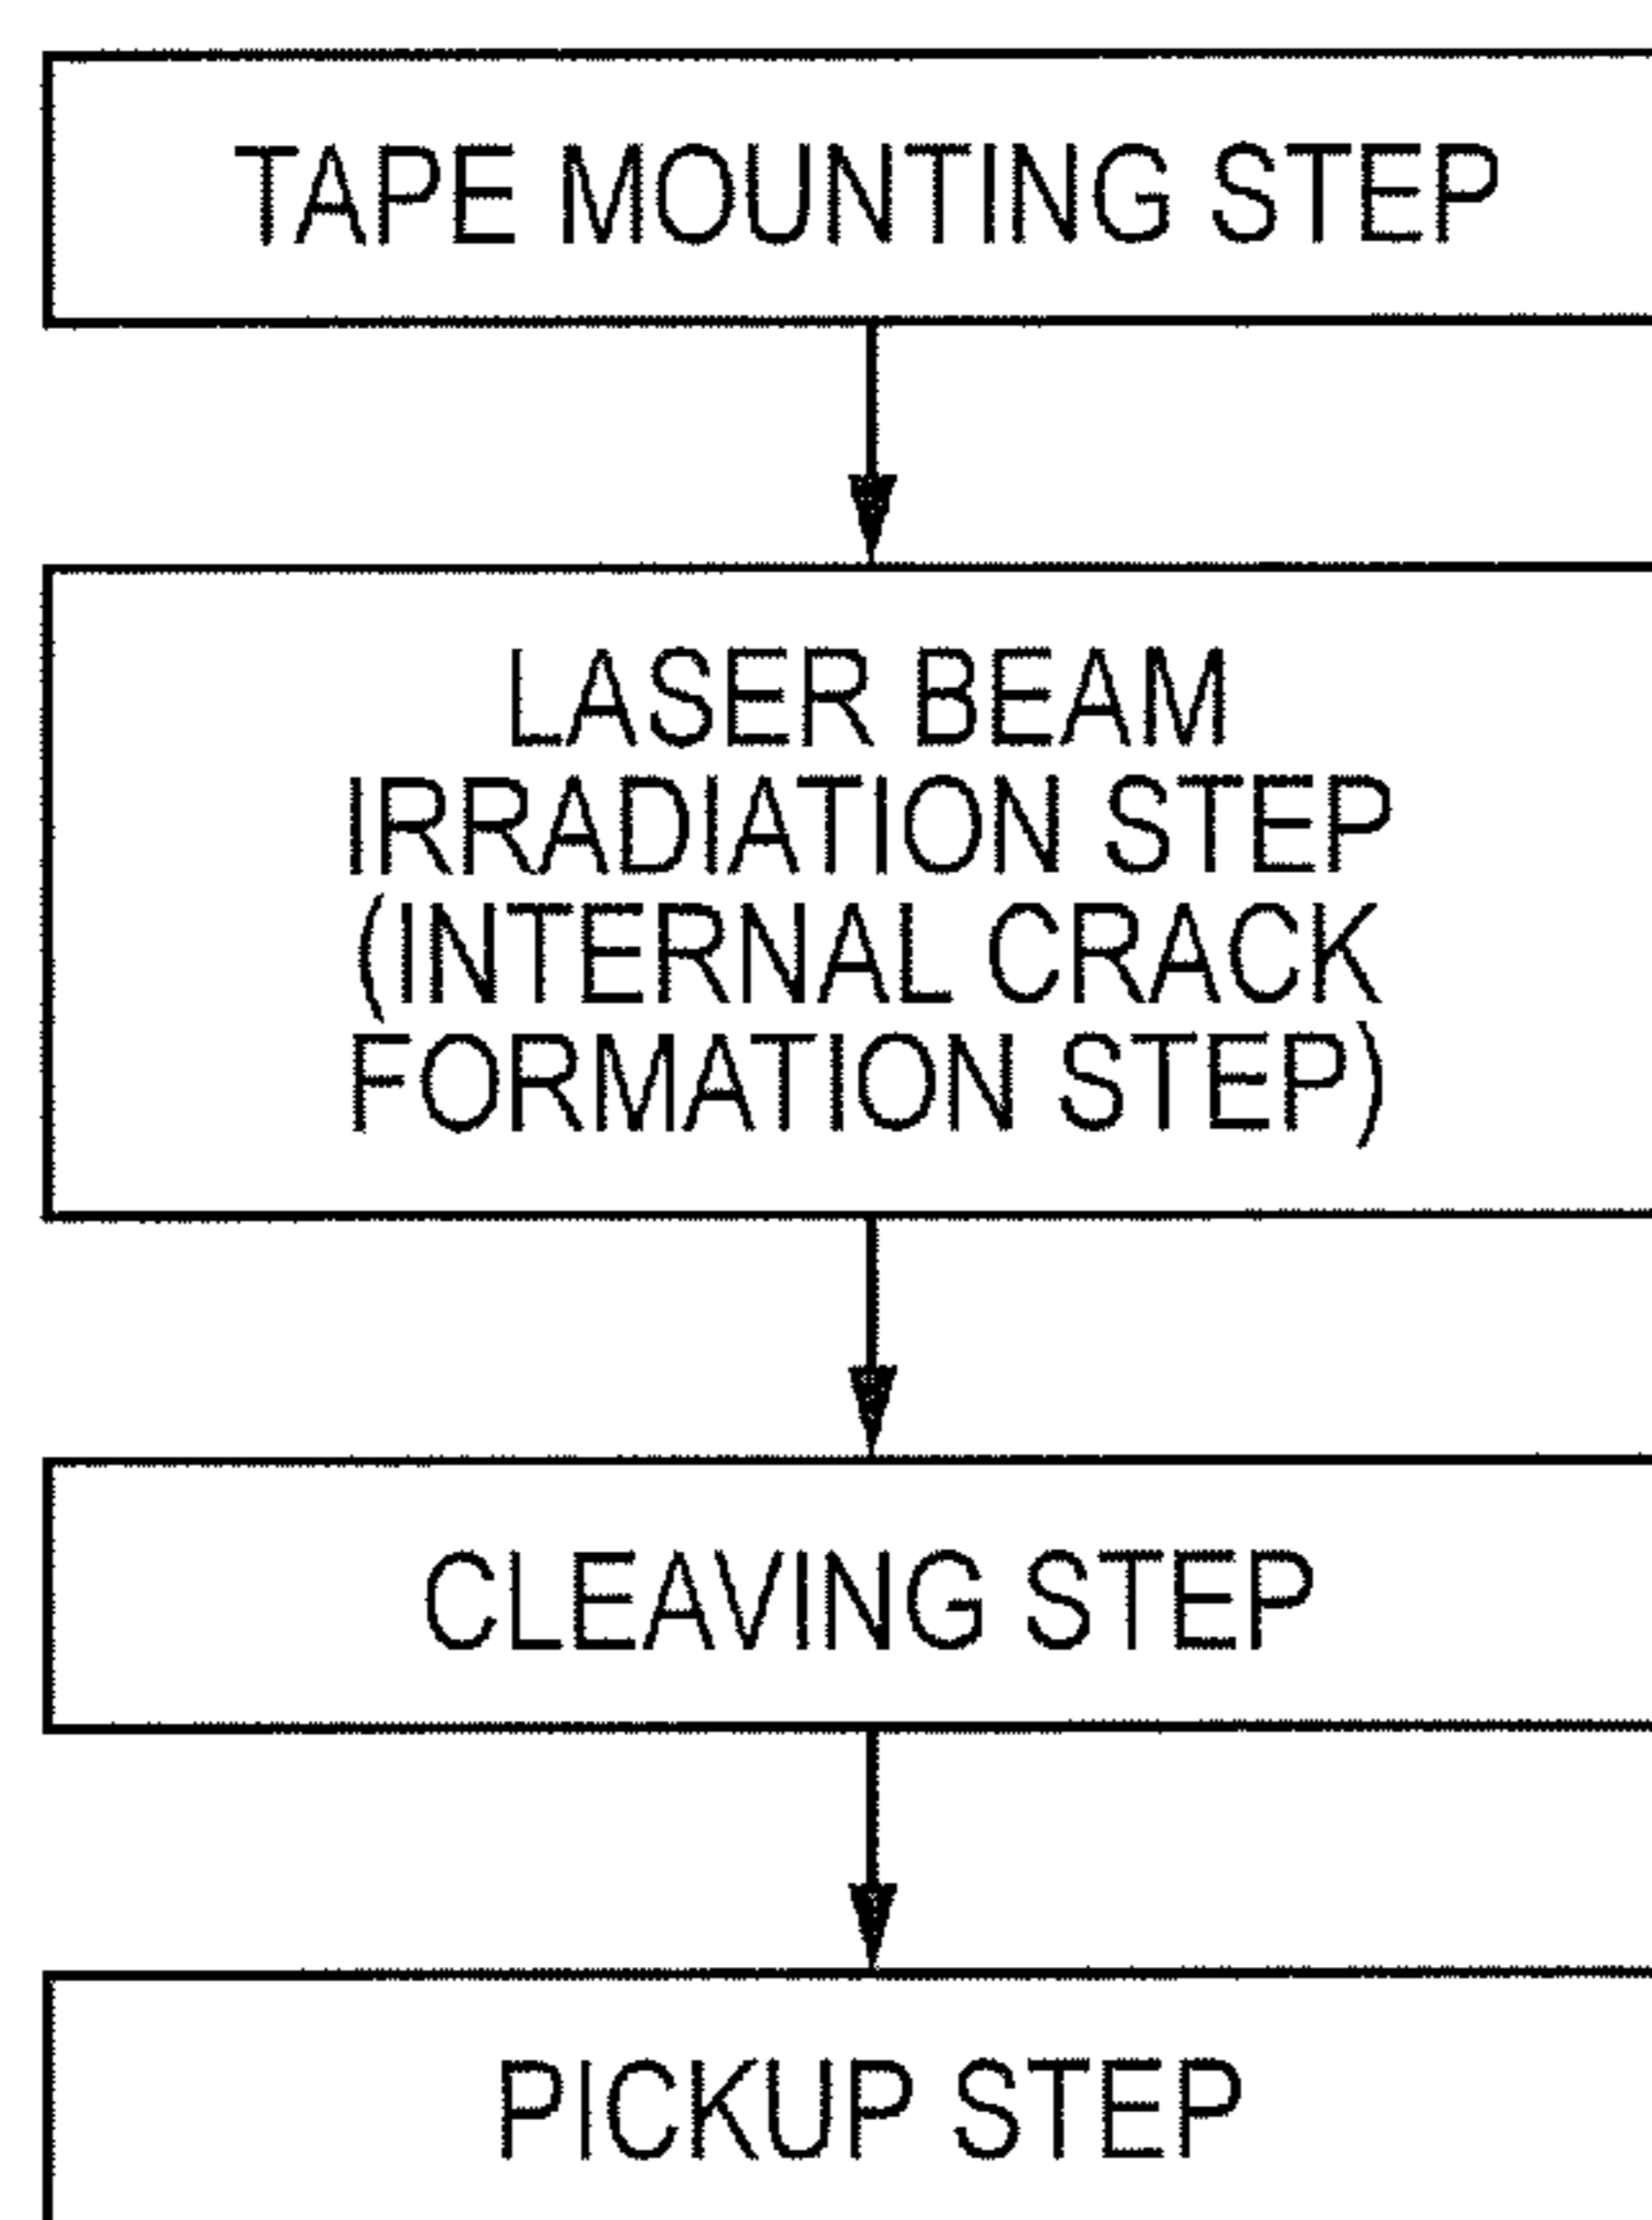 TAPE MOUNTING STEP
LASER BEAM
IRRADIATION STEP
(INTERNAL CRACK
FORMATION STEP)
CLEAVING STEP
PICKUP STEP